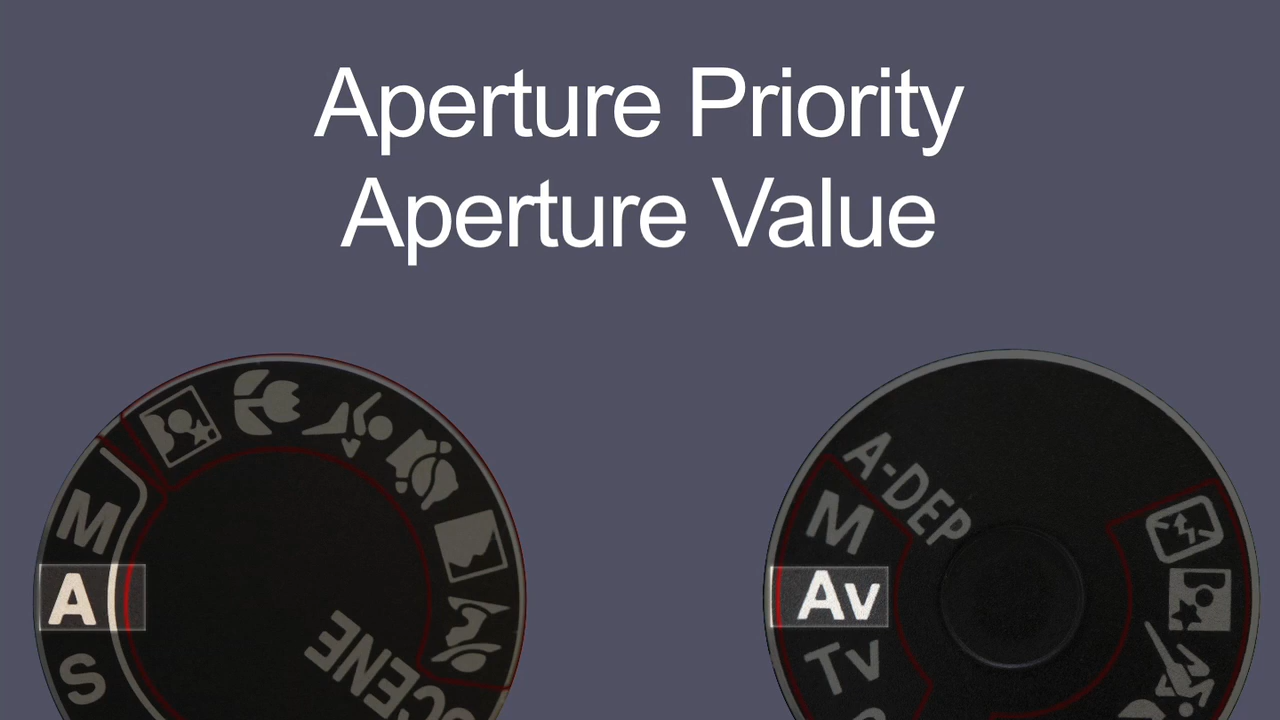 Aperture Priority
Aperture Value
M
A
S
SCENE
A-DEP
M
Av
Tv